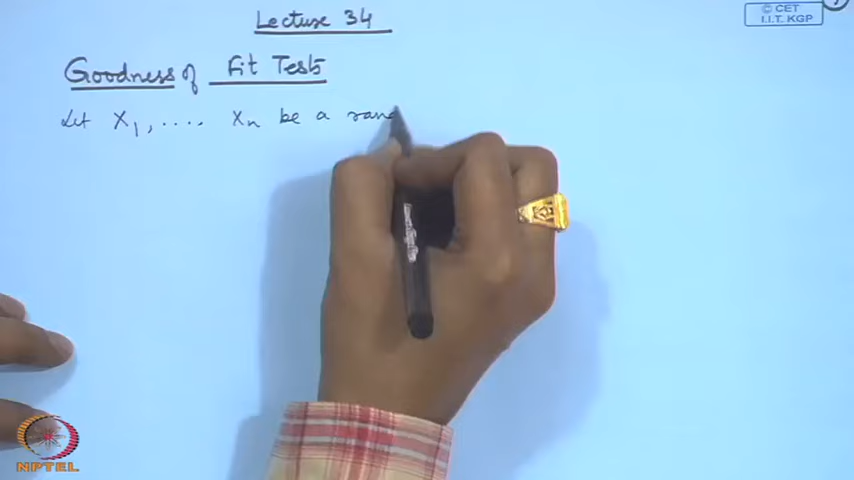 Lecture 34
© CET
I.I.T. KGP
Goodness of Fit Tests
Let X1, .... Xn be a ran
NPTEL